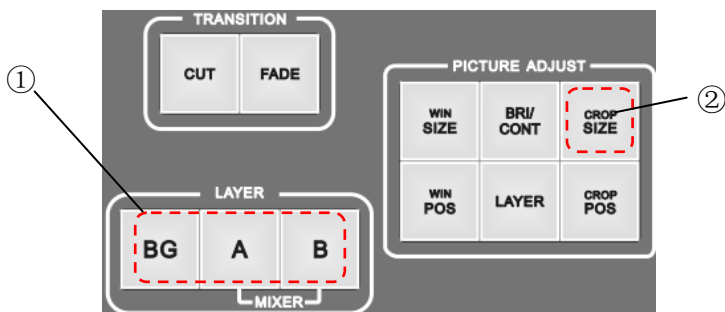 TRANSITION
CUT
FADE
①
PICTURE ADJUST
WIN
SIZE
BRI/
CONT
CROP
SIZE
②
WIN
POS
LAYER
CROP
POS
LAYER
BG
A
B
MIXER